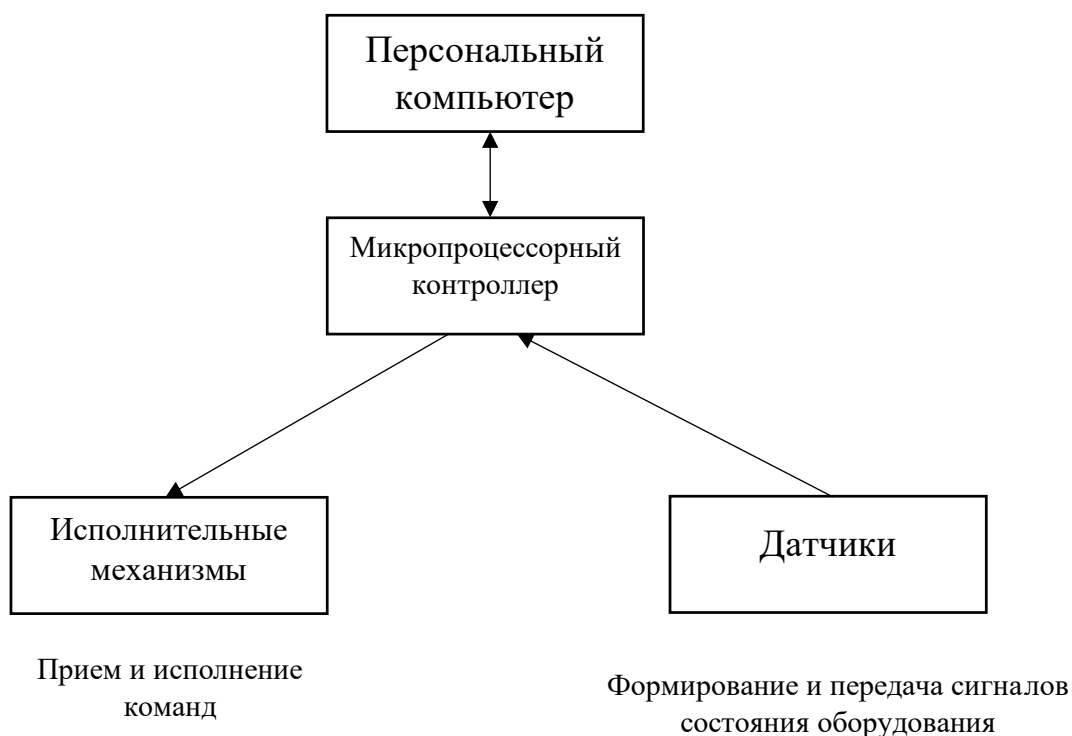 Персональный
компьютер
Микропроцессорный
контроллер
Исполнительные
механизмы
Датчики
Прием и исполнение
команд
Формирование и передача сигналов
состояния оборудования